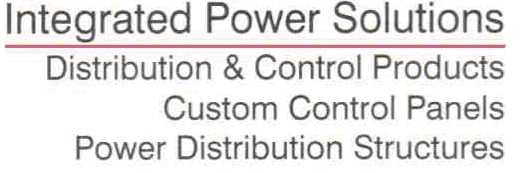 Integrated Power Solutions
Distribution & Control Products
Custom Control Panels
Power Distribution Structures